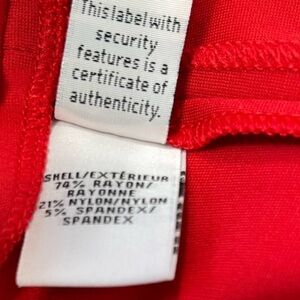 This label with
security
features is a
certificate of
authenticity.
SHELL/EXTÉRIEUR
74% RAYON/
RAYONNE
21% NYLON/NYLON
5% SPANDEX/
SPANDEX